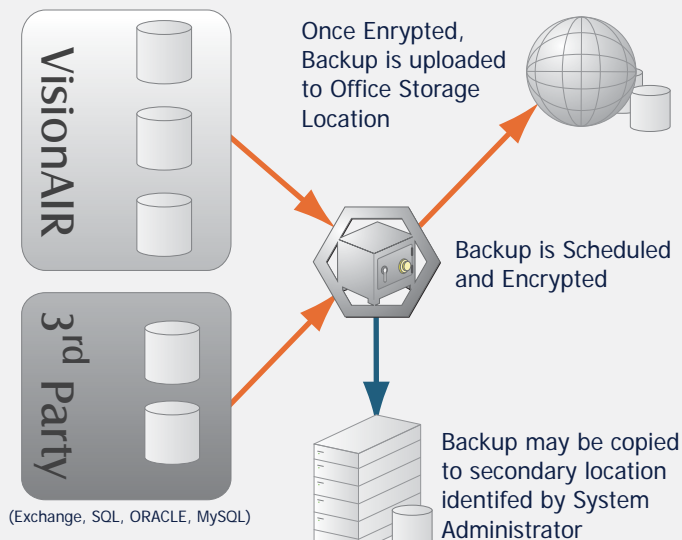 VisionAIR
Once Enrypted,
Backup is uploaded
to Office Storage
Location
Backup is Scheduled
and Encrypted
3rd Party
(Exchange, SQL, ORACLE, MySQL)
Backup may be copied
to secondary location
identifed by System
Administrator